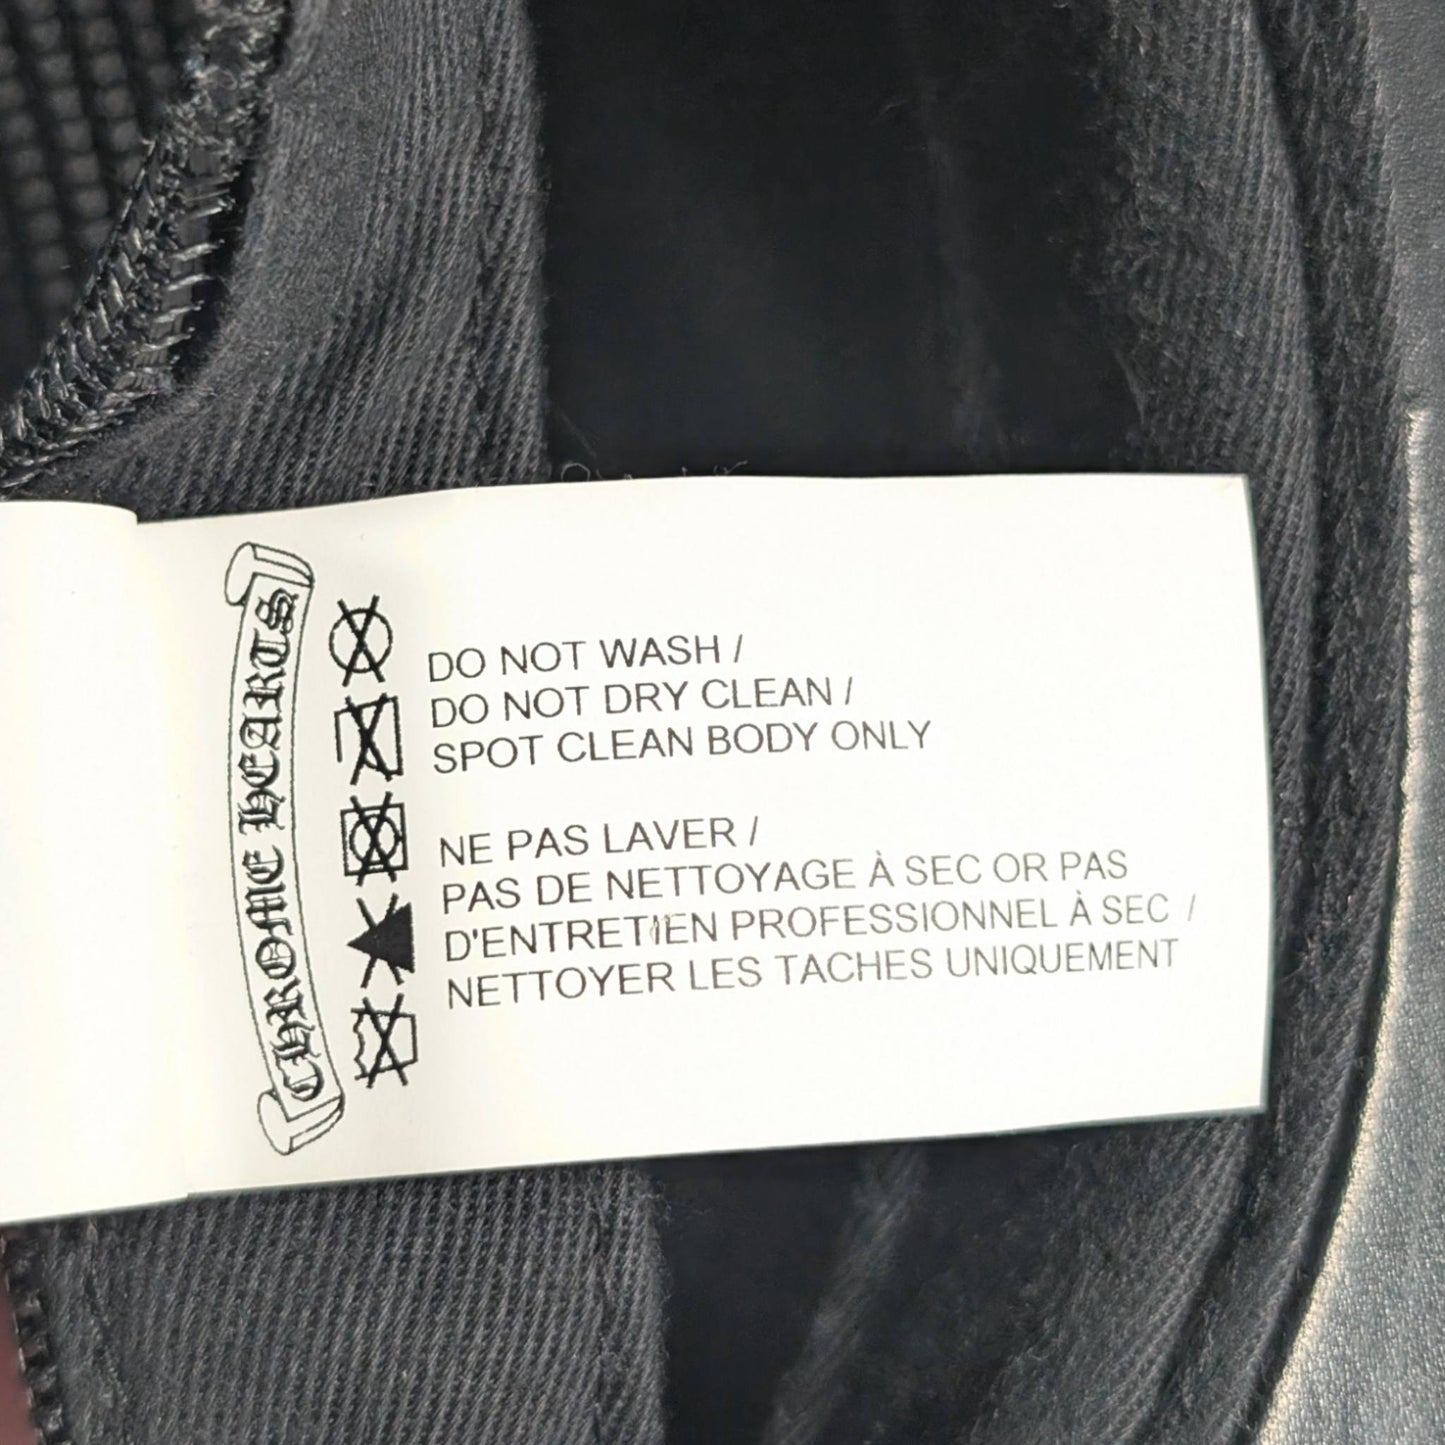 CHROME HEARTS
DO NOT WASH /
DO NOT DRY CLEAN /
SPOT CLEAN BODY ONLY
NE PAS LAVER /
PAS DE NETTOYAGE À SEC OR PAS
D'ENTRETIEN PROFESSIONNEL À SEC /
NETTOYER LES TACHES UNIQUEMENT